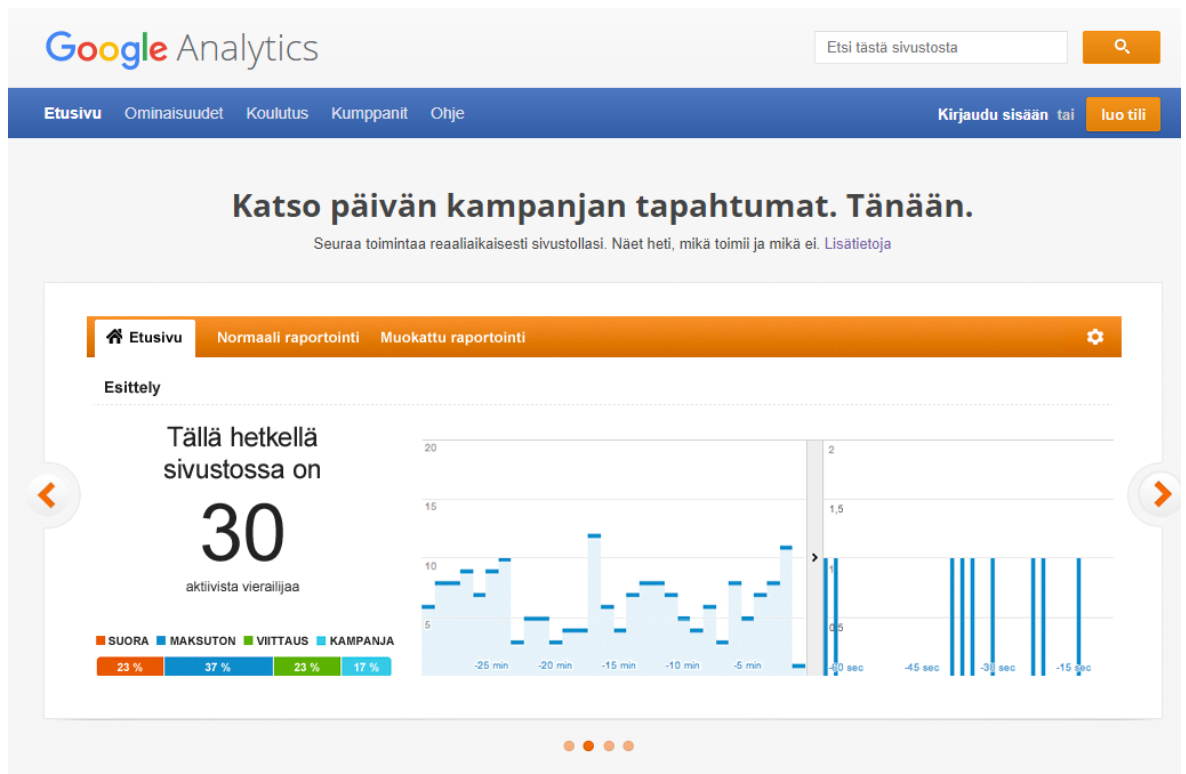 Google Analytics
Etsi tästä sivustosta
Etusivu Ominaisuudet Koulutus Kumppanit Ohje
Kirjaudu sisään tai luo tili
Katso päivän kampanjan tapahtumat. Tänään.
Seuraa toimintaa reaaliaikaisesti sivustollasi. Näet heti, mikä toimii ja mikä ei. Lisätietoja
Etusivu Normaali raportointi Muokattu raportointi
Esittely
Tällä hetkellä
sivustossa on
30
aktiivista vierailijaa
SUORA MAKSUTON VIITTAUS KAMPANJA
23 % 37 % 23 % 17 %
20
15
10
5
-25 min -20 min -15 min -10 min -5 min
2
1,5
1
0,5
-60 sec -45 sec -30 sec -15 sec